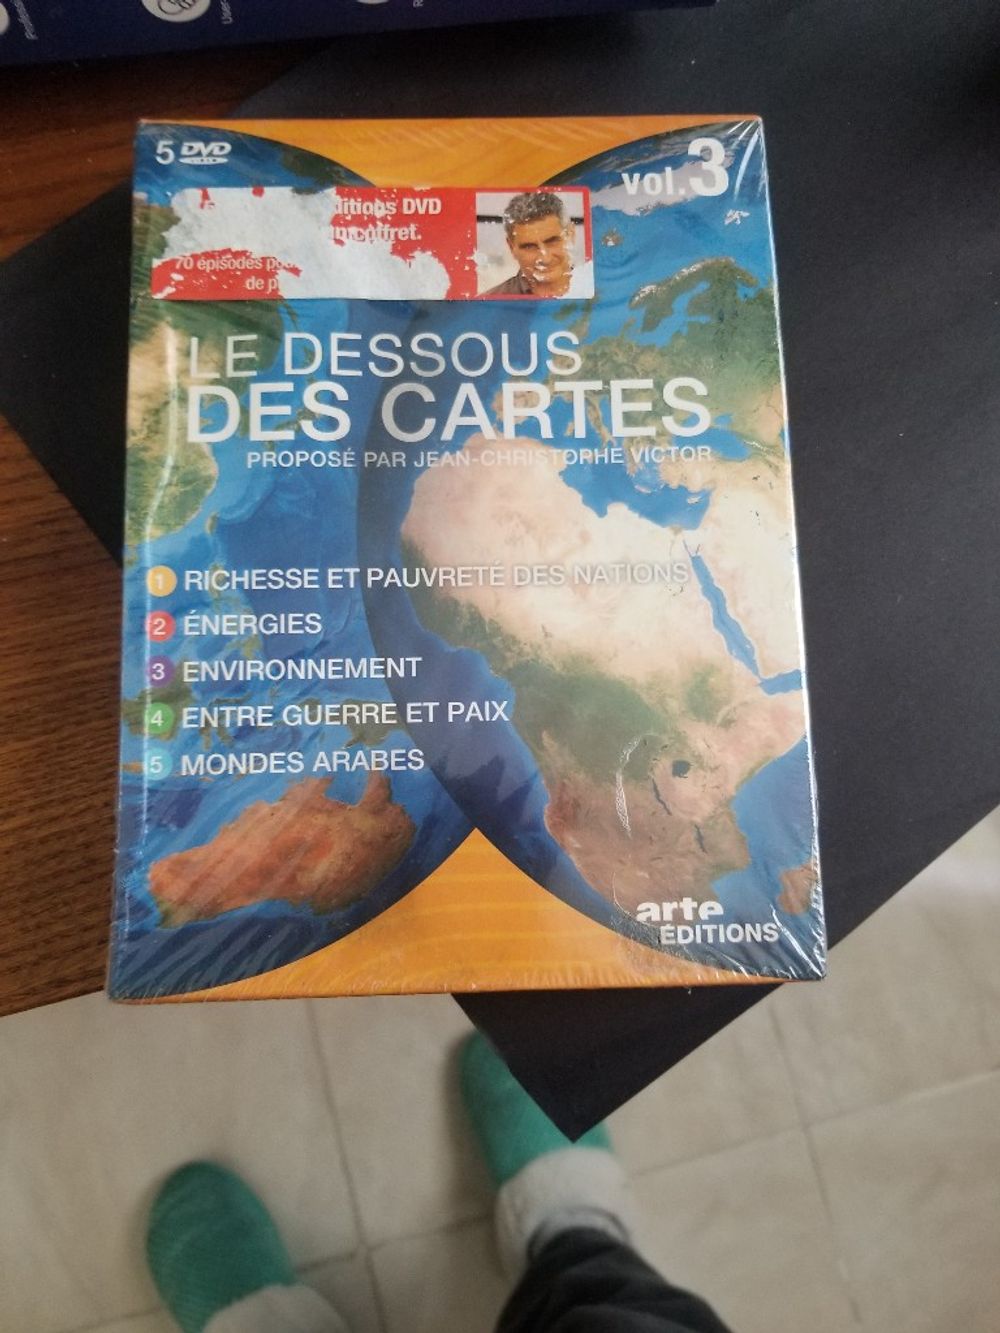 5 DVD
vol.3
DVD
coffret.
70 épisodes
de
LE DESSOUS
DES CARTES
PROPOSÉ PAR JEAN-CHRISTOPHE VICTOR
1 RICHESSE ET PAUVRETÉ DES NATIONS
2 ÉNERGIES
3 ENVIRONNEMENT
4 ENTRE GUERRE ET PAIX
5 MONDES ARABES
arte
ÉDITIONS